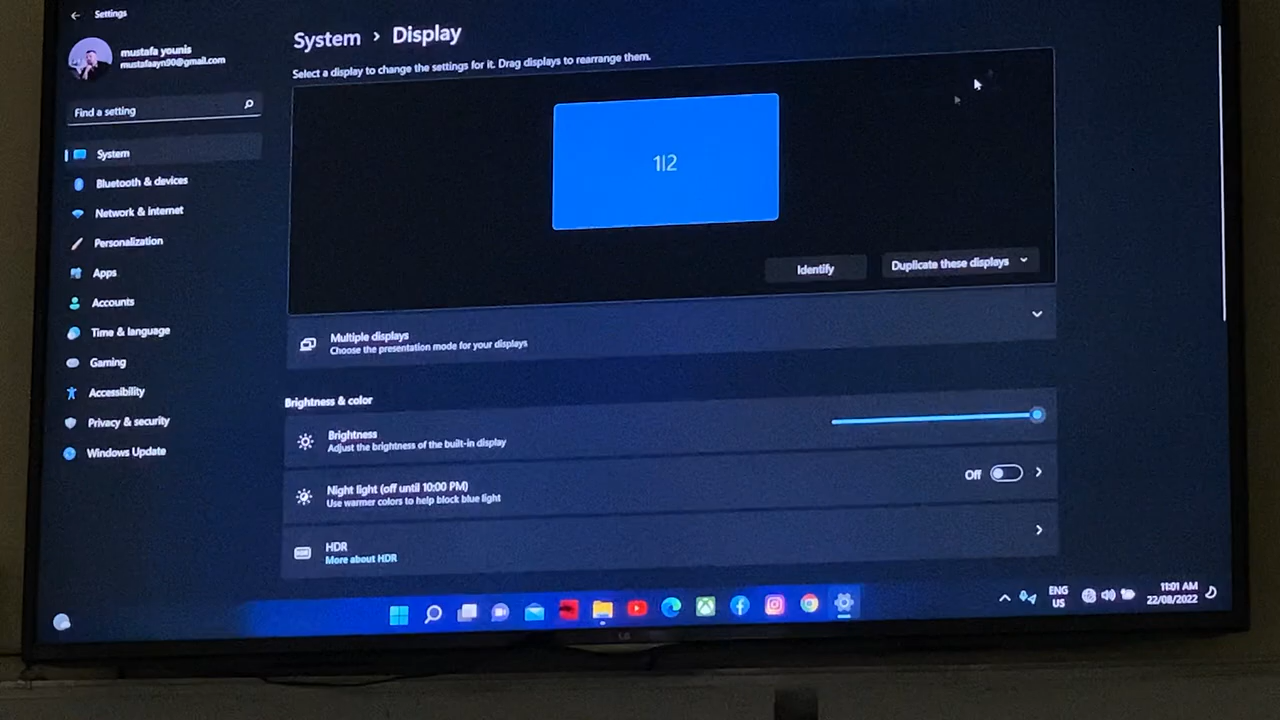 Settings
mustafa younis
mustafaayn90@gmail.com
Find a setting
System
Bluetooth & devices
Network & internet
Personalization
Apps
Accounts
Time & language
Gaming
Accessibility
Privacy & security
Windows Update
System > Display
Select a display to change the settings for it. Drag displays to rearrange them.
1|2
Identify
Duplicate these displays
Multiple displays
Choose the presentation mode for your displays
Brightness & color
Brightness
Adjust the brightness of the built-in display
Night light (off until 10:00 PM)
Use warmer colors to help block blue light
Off
HDR
More about HDR
ENG
US
11:01 AM
22/08/2022
LG